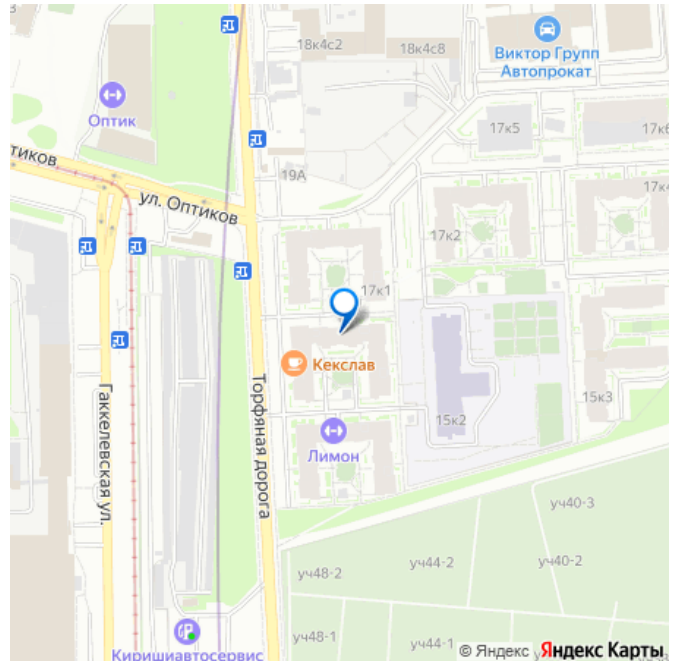 18к4с2
18к4с8
Виктор Групп
Автопрокат
Оптик
17к5
17к6
тиков
19А
17к4
ул. Оптиков
17к2
17к1
Кекслав
15к3
15к2
Торфяная дорога
Гаккелевская ул.
Лимон
уч40-3
уч48-2
уч44-2
уч40-2
уч48-1
уч44-1
Киришиавтосервис
© Яндекс Яндекс Карты